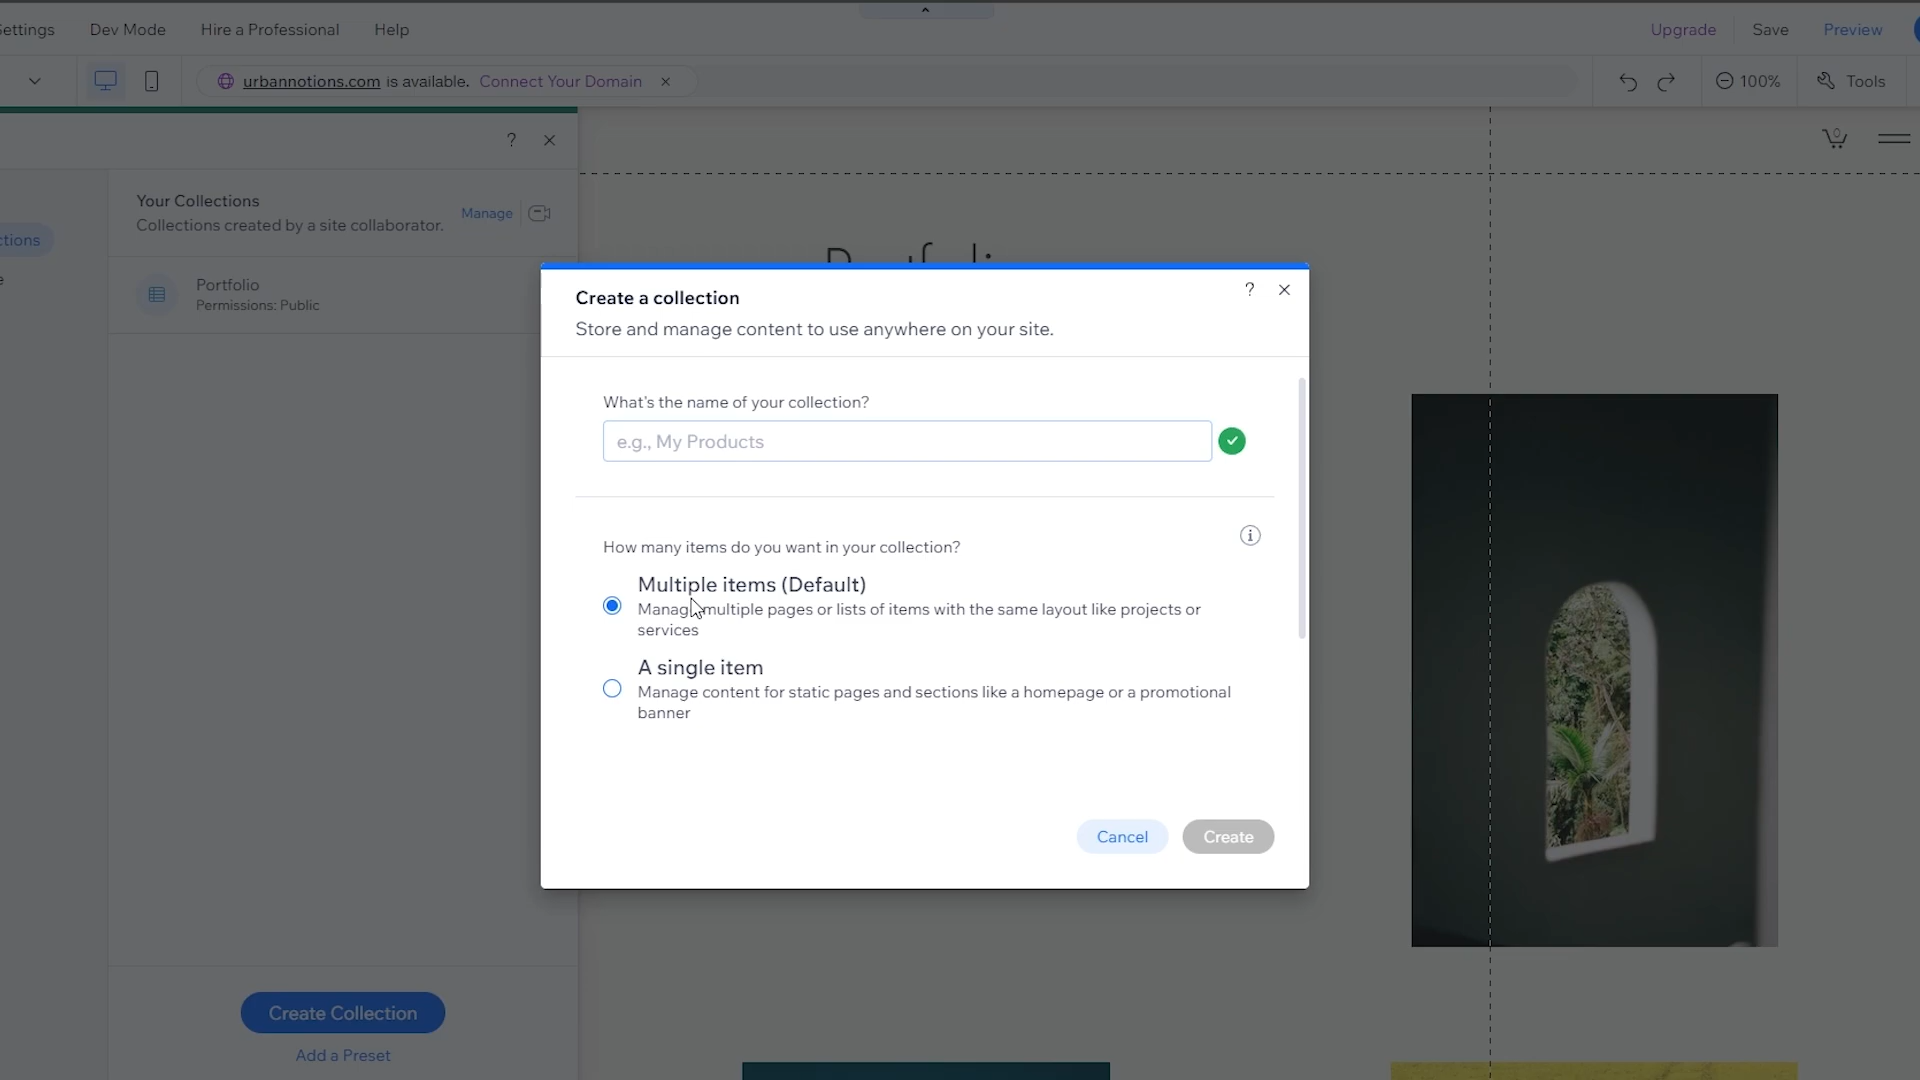 Dev Mode
Hire a Professional
Help
Upgrade
Save
Preview
urbannotions.com is available. Connect Your Domain
100%
Tools
0
?
Your Collections
Collections created by a site collaborator.
Manage
Portfolio
Permissions: Public
Create a collection
?
Store and manage content to use anywhere on your site.
What's the name of your collection?
e.g., My Products
How many items do you want in your collection?
Multiple items (Default)
Manage multiple pages or lists of items with the same layout like projects or
services
A single item
Manage content for static pages and sections like a homepage or a promotional
banner
Cancel
Create
Create Collection
Add a Preset